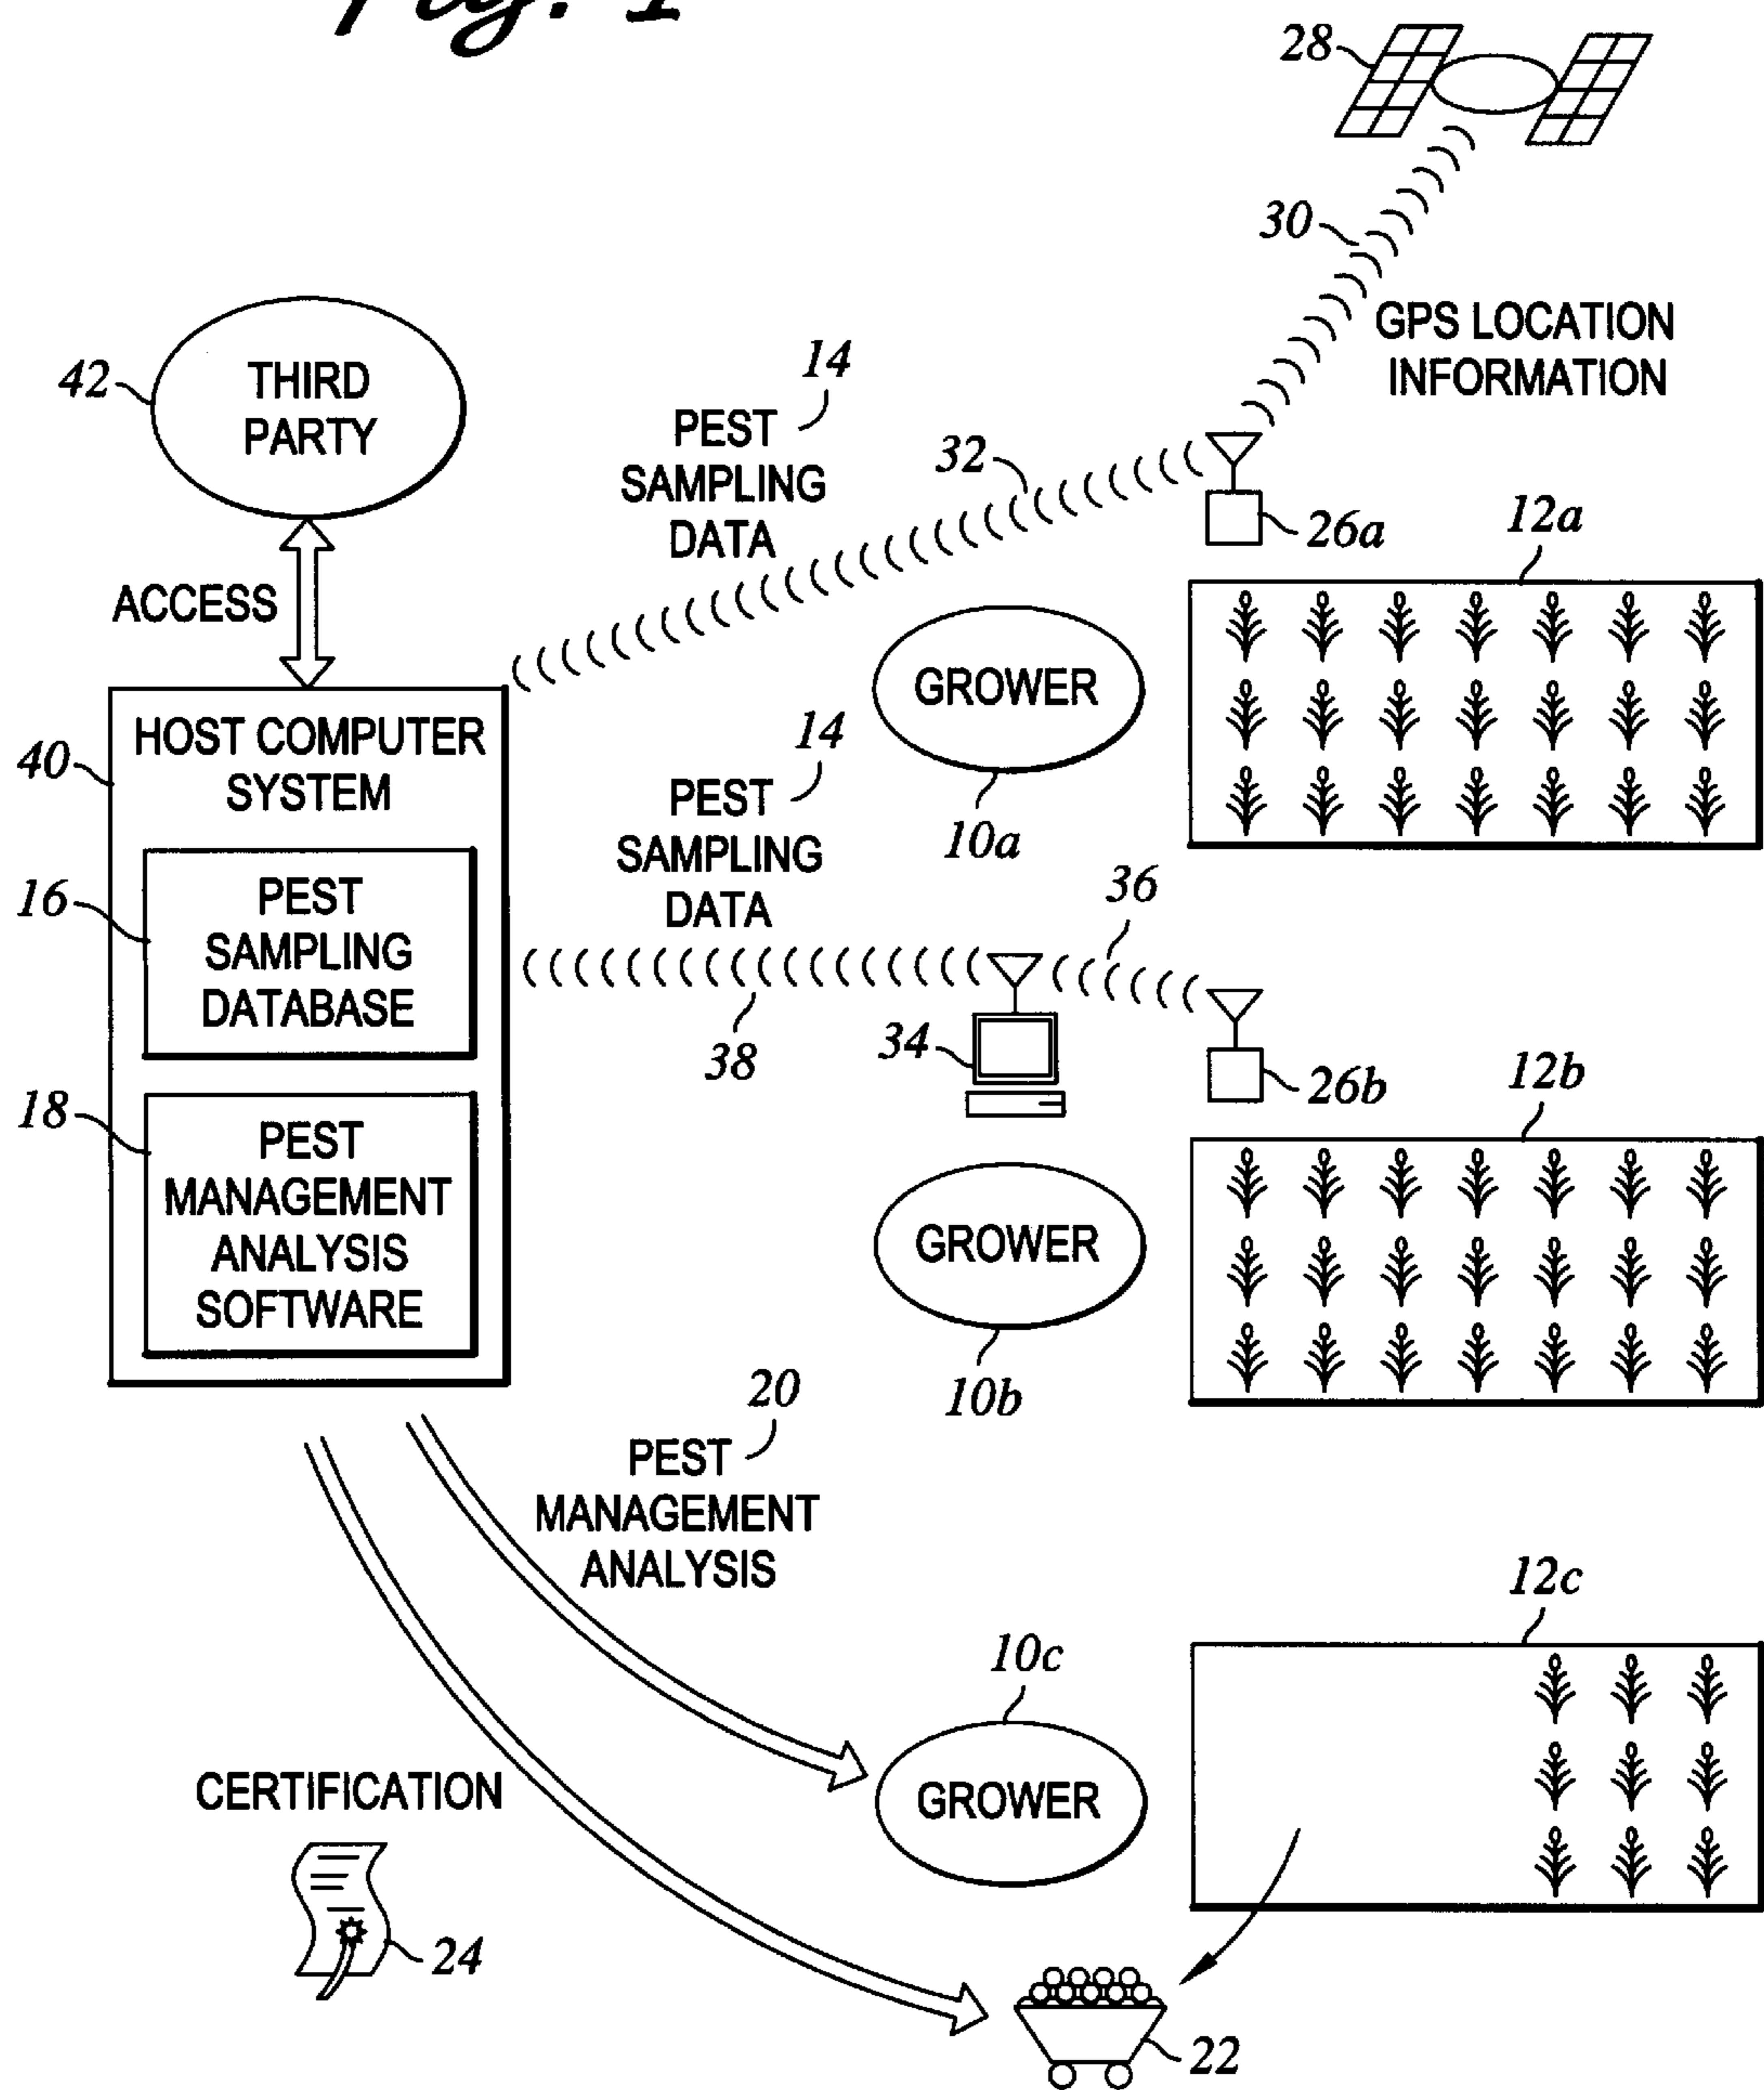 Fig. 1
28
30
GPS LOCATION
INFORMATION
42
THIRD
PARTY
14
PEST
SAMPLING
DATA
32
26a
12a
ACCESS
GROWER
10a
40
HOST COMPUTER
SYSTEM
14
PEST
SAMPLING
DATA
16
PEST
SAMPLING
DATABASE
36
38
34
26b
12b
18
PEST
MANAGEMENT
ANALYSIS
SOFTWARE
GROWER
10b
20
PEST
MANAGEMENT
ANALYSIS
12c
10c
GROWER
CERTIFICATION
24
22